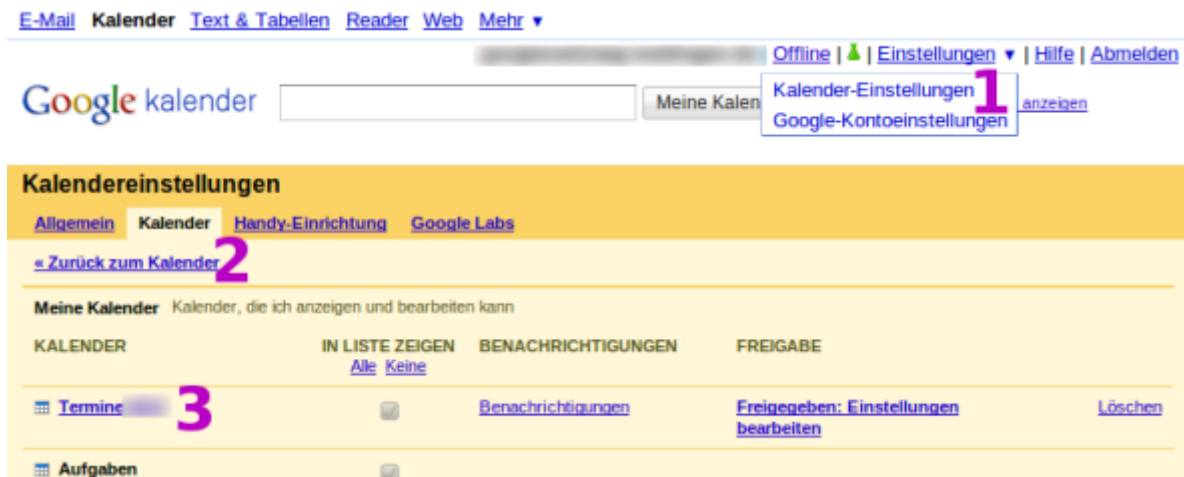 E-Mail Kalender Text & Tabellen Reader Web Mehr ▼
Offline | | Einstellungen ▼ | Hilfe | Abmelden
Google kalender Meine Kalen anzeigen
Kalender-Einstellungen 1
Google-Kontoeinstellungen
Kalendereinstellungen
Allgemein Kalender Handy-Einrichtung Google Labs
« Zurück zum Kalender 2
Meine Kalender Kalender, die ich anzeigen und bearbeiten kann
KALENDER IN LISTE ZEIGEN BENACHRICHTIGUNGEN FREIGABE
Alle Keine
Termine 3 Benachrichtigungen Freigegeben: Einstellungen Löschen
bearbeiten
Aufgaben